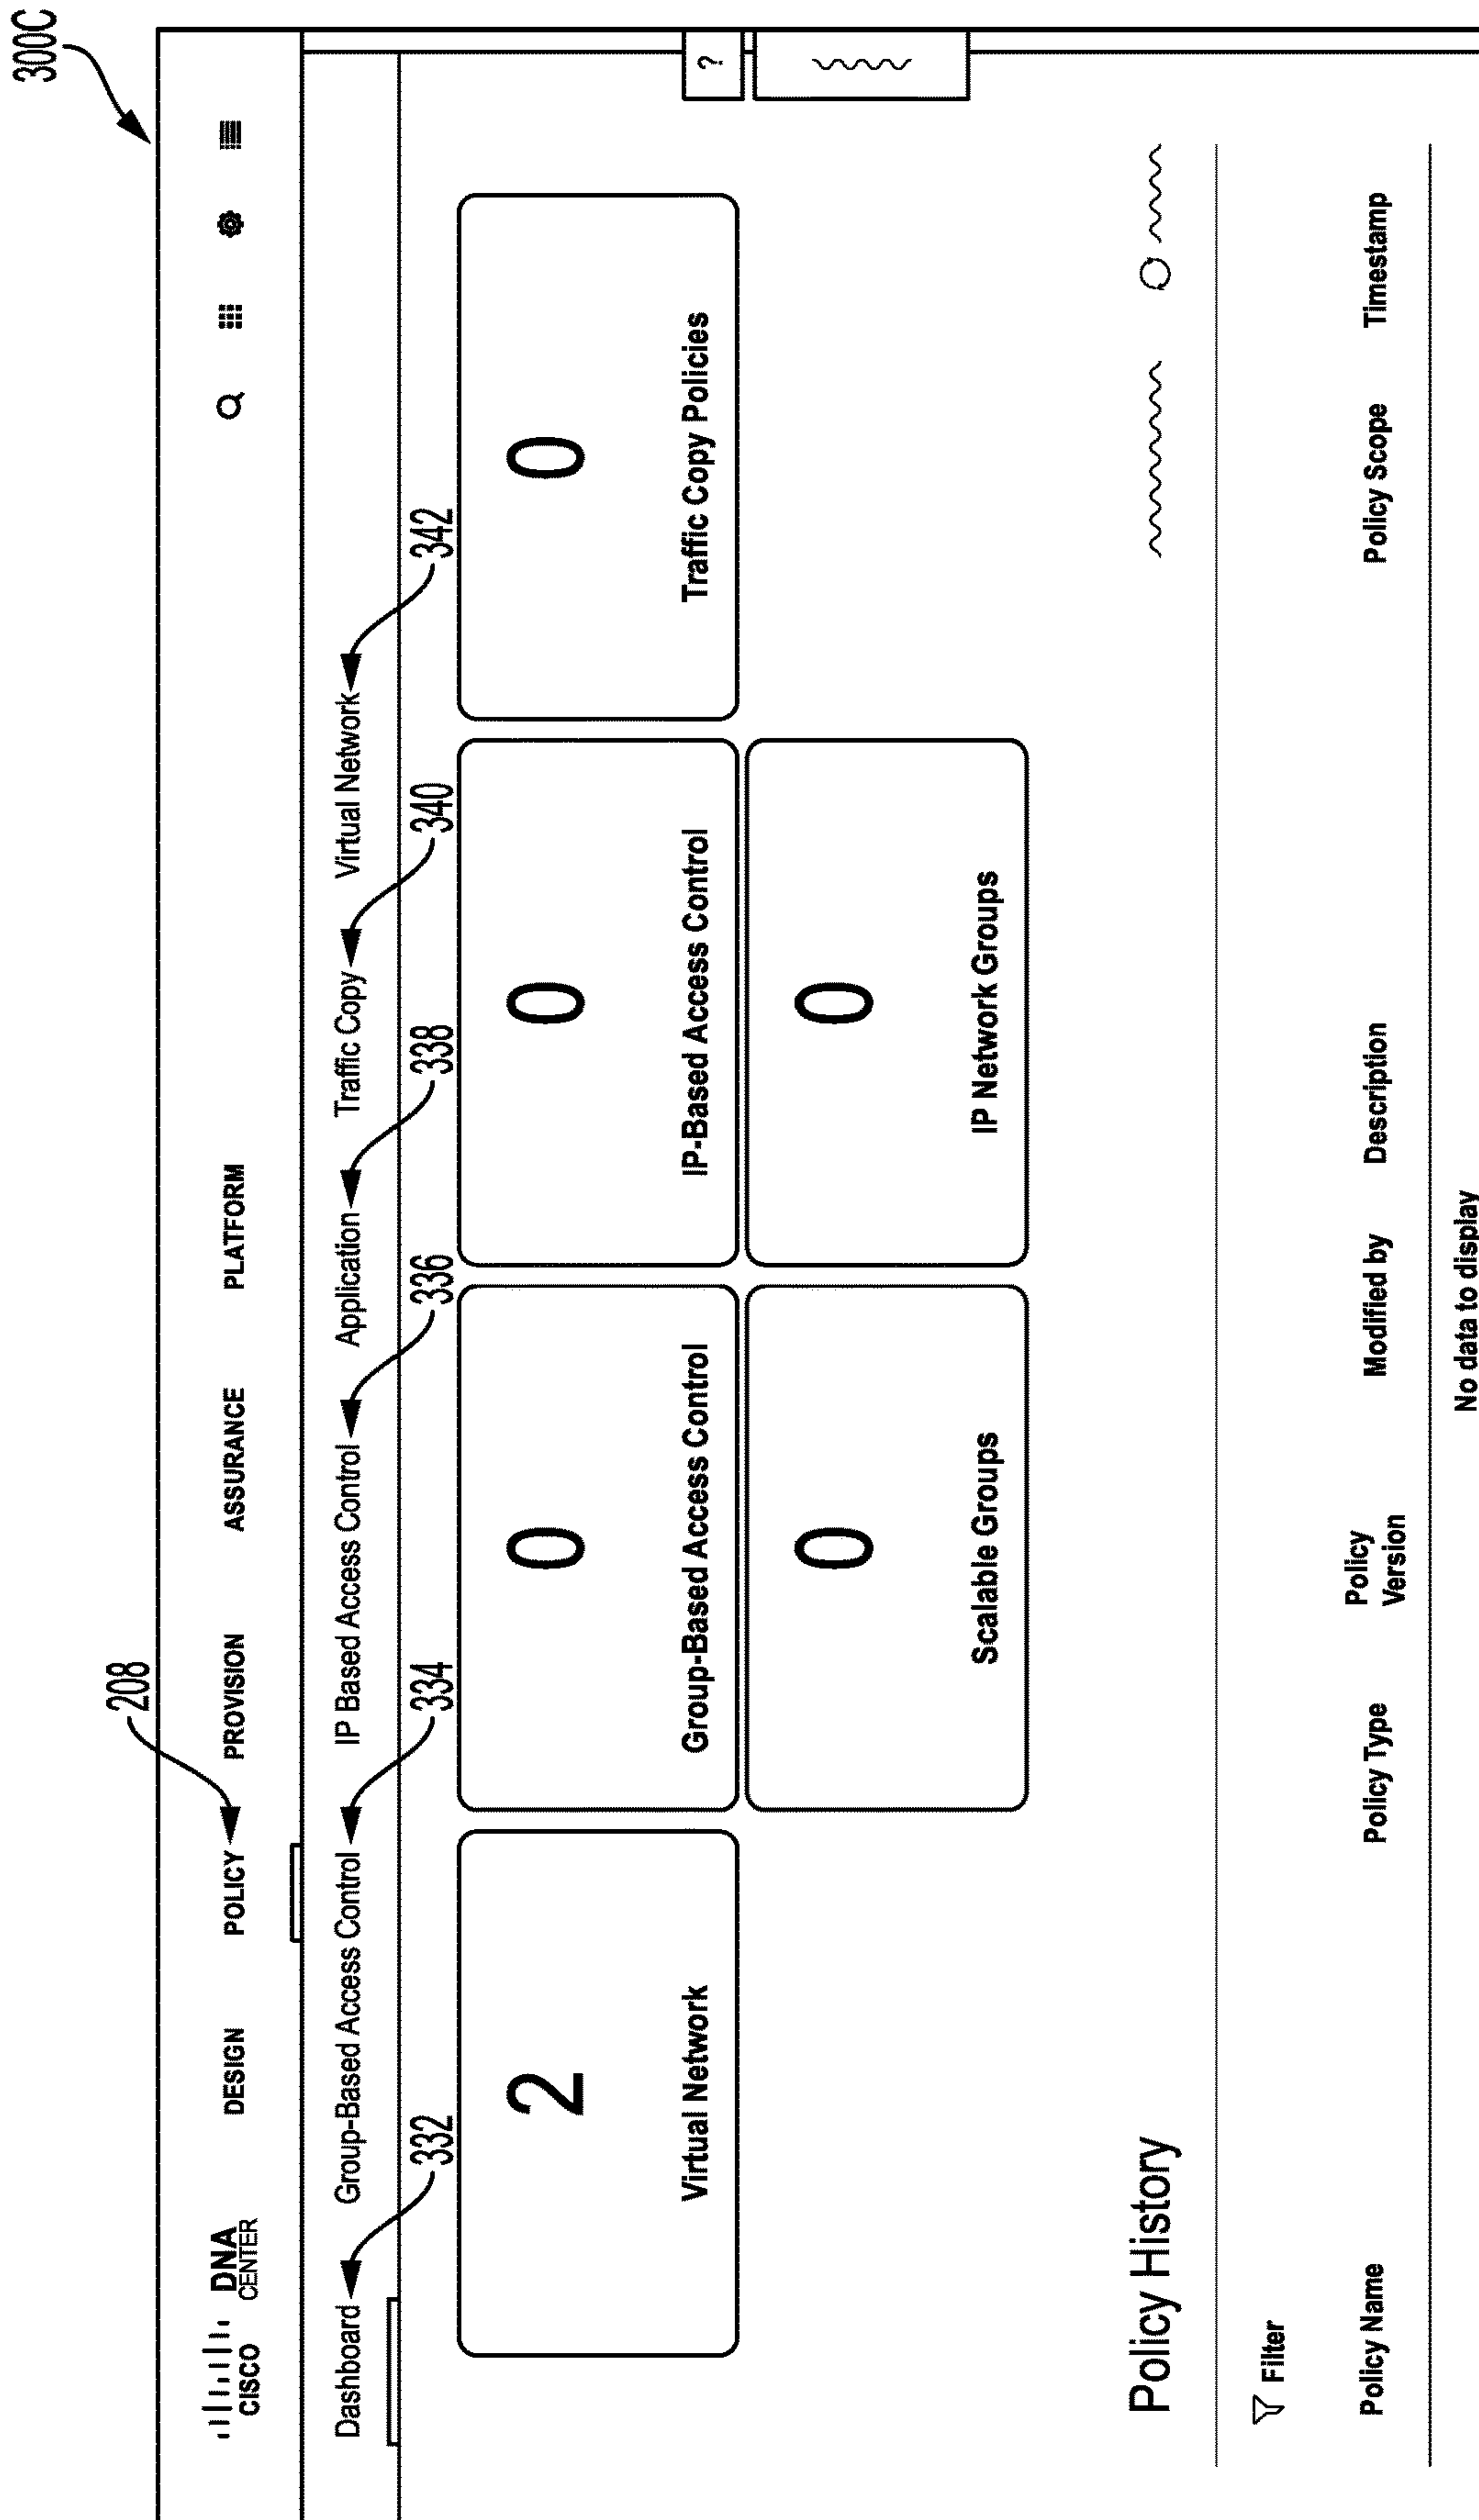 300C
208
CISCO DNA CENTER
DESIGN POLICY PROVISION ASSURANCE PLATFORM
Dashboard Group-Based Access Control IP Based Access Control Application Traffic Copy Virtual Network
332 334 336 338 340 342
2 0 0 0
Virtual Network Group-Based Access Control IP-Based Access Control Traffic Copy Policies
?
0 0
Scalable Groups IP Network Groups
Policy History
Filter
Policy Name Policy Type Policy Version Modified by Description Policy Scope Timestamp
No data to display